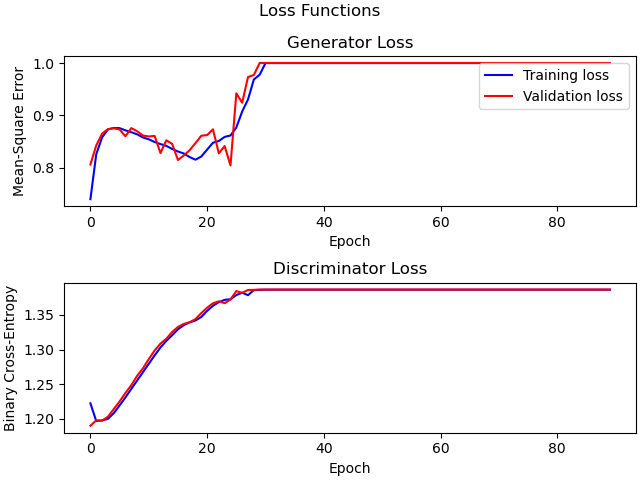 Loss Functions
Generator Loss
Mean-Square Error
1.0
0.9
0.8
Training loss
Validation loss
0
20
40
60
80
Epoch
Discriminator Loss
Binary Cross-Entropy
1.35
1.30
1.25
1.20
0
20
40
60
80
Epoch